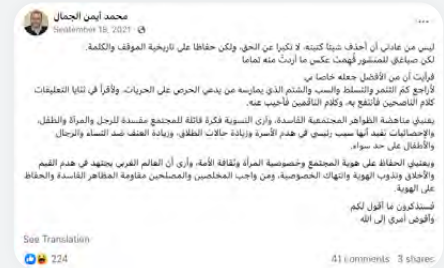 محمد أيمن الجمال
September 18, 2021
ليس من عادتي أن أحذف شيئا كتبته، لا تكبرا عن الحق، ولكن حفاظا على تاريخية الموقف والكلمة.
لكن صياغتي للمنشور فُهمت عكس ما أردتُ منه تماما
فرأيت أن من الأفضل جعله خاصا بي
لأراجع كمّ التنمر والتسلط والسب والشتم الذي يمارسه من يدعي الحرص على الحريات. ولأقرأ في ثنايا التعليقات
كلام الناصحين فأنتفع به، وكلام الناقمين فأجيب عنه.
يعنيني مناهضة الظواهر المجتمعية الفاسدة، وأرى النسوية فكرة قاتلة للمجتمع مفسدة للرجل والمرأة والطفل،
والإحصائيات تفيد أنها سبب رئيسي في هدم الأسرة وزيادة حالات الطلاق، وزيادة العنف ضد النساء والرجال
والأطفال على حد سواء.
ويعنيني الحفاظ على هوية المجتمع وخصوصية المرأة وثقافة الأمة، وأرى أن العالم الغربي يجتهد في هدم القيم
والأخلاق وتذويب الهوية وانتهاك الخصوصية، ومن واجب المخلصين والمصلحين مقاومة المظاهر الفاسدة والحفاظ
على الهوية.
فستذكرون ما أقول لكم
وأفوض أمري إلى الله
See Translation
224
41 comments 3 shares